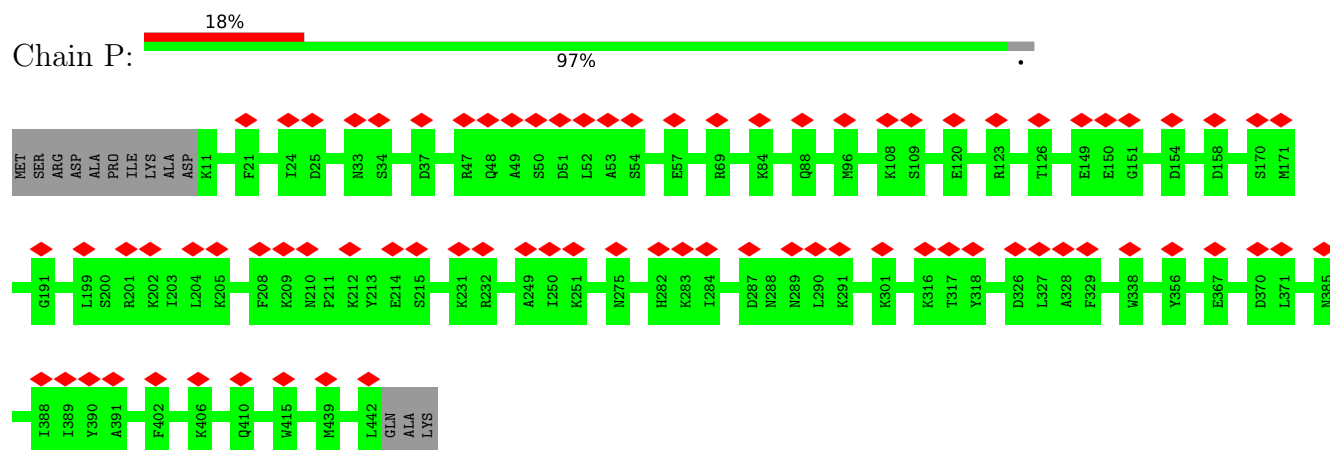 18%
Chain P:
97%
•
MET SER ARG ASP ALA PRO ILE LYS ALA ASP K11 F21 I24 D25 N33 S34 D37 R47 Q48 A49 S50 D51 L52 A53 S54 E57 R69 K84 Q88 M96 K108 S109 E120 R123 T126 E149 E150 G151 D154 D158 S170 M171
G191 L199 S200 R201 K202 I203 L204 K205 F208 K209 N210 P211 K212 Y213 E214 S215 K231 R232 A249 I250 K251 N275 H282 K283 I284 D287 N288 N289 L290 K291 K301 K316 T317 Y318 D326 L327 A328 F329 W338 Y356 E367 D370 L371 N385
I388 I389 Y390 A391 F402 K406 Q410 W415 M439 L442 GLN ALA LYS